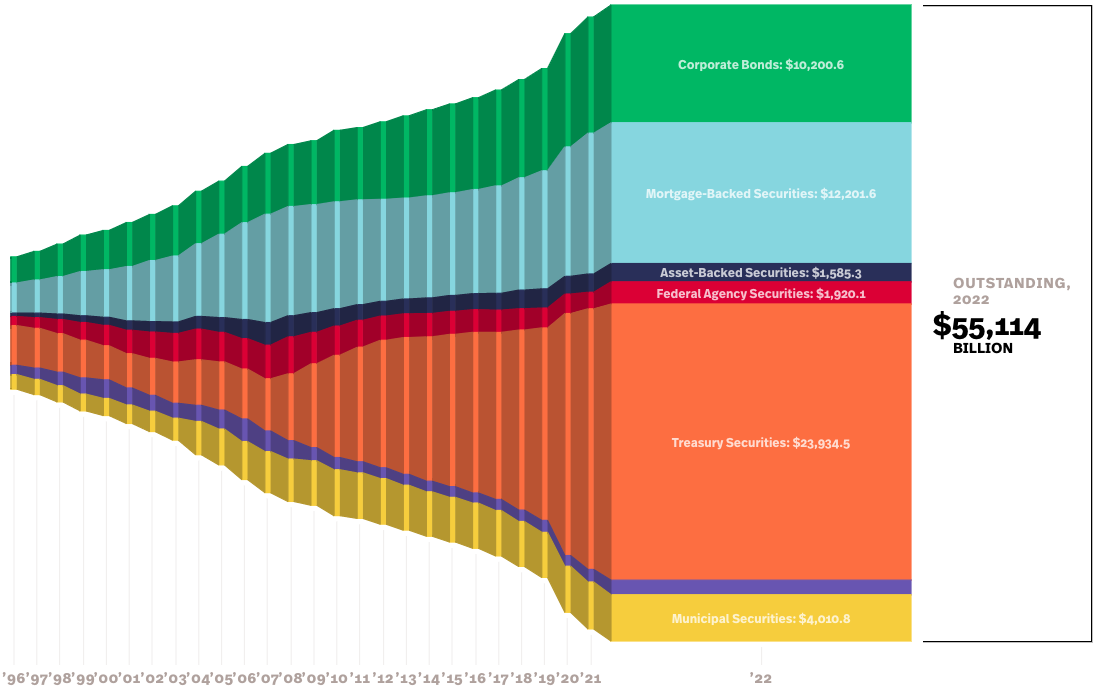 Corporate Bonds: $10,200.6
Mortgage-Backed Securities: $12,201.6
Asset-Backed Securities: $1,585.3
Federal Agency Securities: $1,920.1
Treasury Securities: $23,934.5
Municipal Securities: $4,010.8
OUTSTANDING,
2022
$55,114
BILLION
’96 ’97 ’98 ’99 ’00 ’01 ’02 ’03 ’04 ’05 ’06 ’07 ’08 ’09 ’10 ’11 ’12 ’13 ’14 ’15 ’16 ’17 ’18 ’19 ’20 ’21 ’22